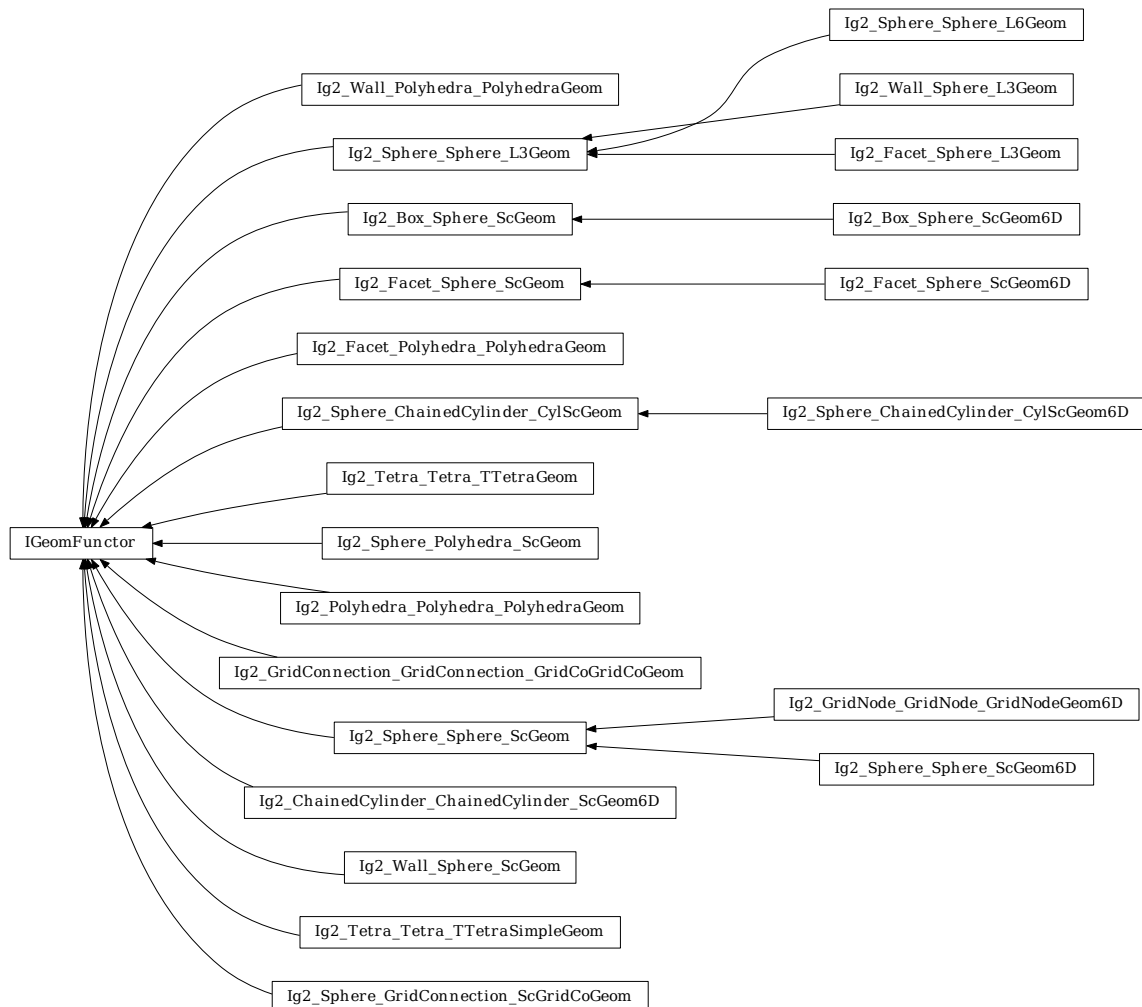 Ig2_Sphere_Sphere_L6Geom
Ig2_Wall_Polyhedra_PolyhedraGeom
Ig2_Wall_Sphere_L3Geom
Ig2_Sphere_Sphere_L3Geom
Ig2_Facet_Sphere_L3Geom
Ig2_Box_Sphere_ScGeom
Ig2_Box_Sphere_ScGeom6D
Ig2_Facet_Sphere_ScGeom
Ig2_Facet_Sphere_ScGeom6D
Ig2_Facet_Polyhedra_PolyhedraGeom
Ig2_Sphere_ChainedCylinder_CylScGeom
Ig2_Sphere_ChainedCylinder_CylScGeom6D
Ig2_Tetra_Tetra_TTetraGeom
IGeomFunctor
Ig2_Sphere_Polyhedra_ScGeom
Ig2_Polyhedra_Polyhedra_PolyhedraGeom
Ig2_GridConnection_GridConnection_GridCoGridCoGeom
Ig2_GridNode_GridNode_GridNodeGeom6D
Ig2_Sphere_Sphere_ScGeom
Ig2_Sphere_Sphere_ScGeom6D
Ig2_ChainedCylinder_ChainedCylinder_ScGeom6D
Ig2_Wall_Sphere_ScGeom
Ig2_Tetra_Tetra_TTetraSimpleGeom
Ig2_Sphere_GridConnection_ScGridCoGeom